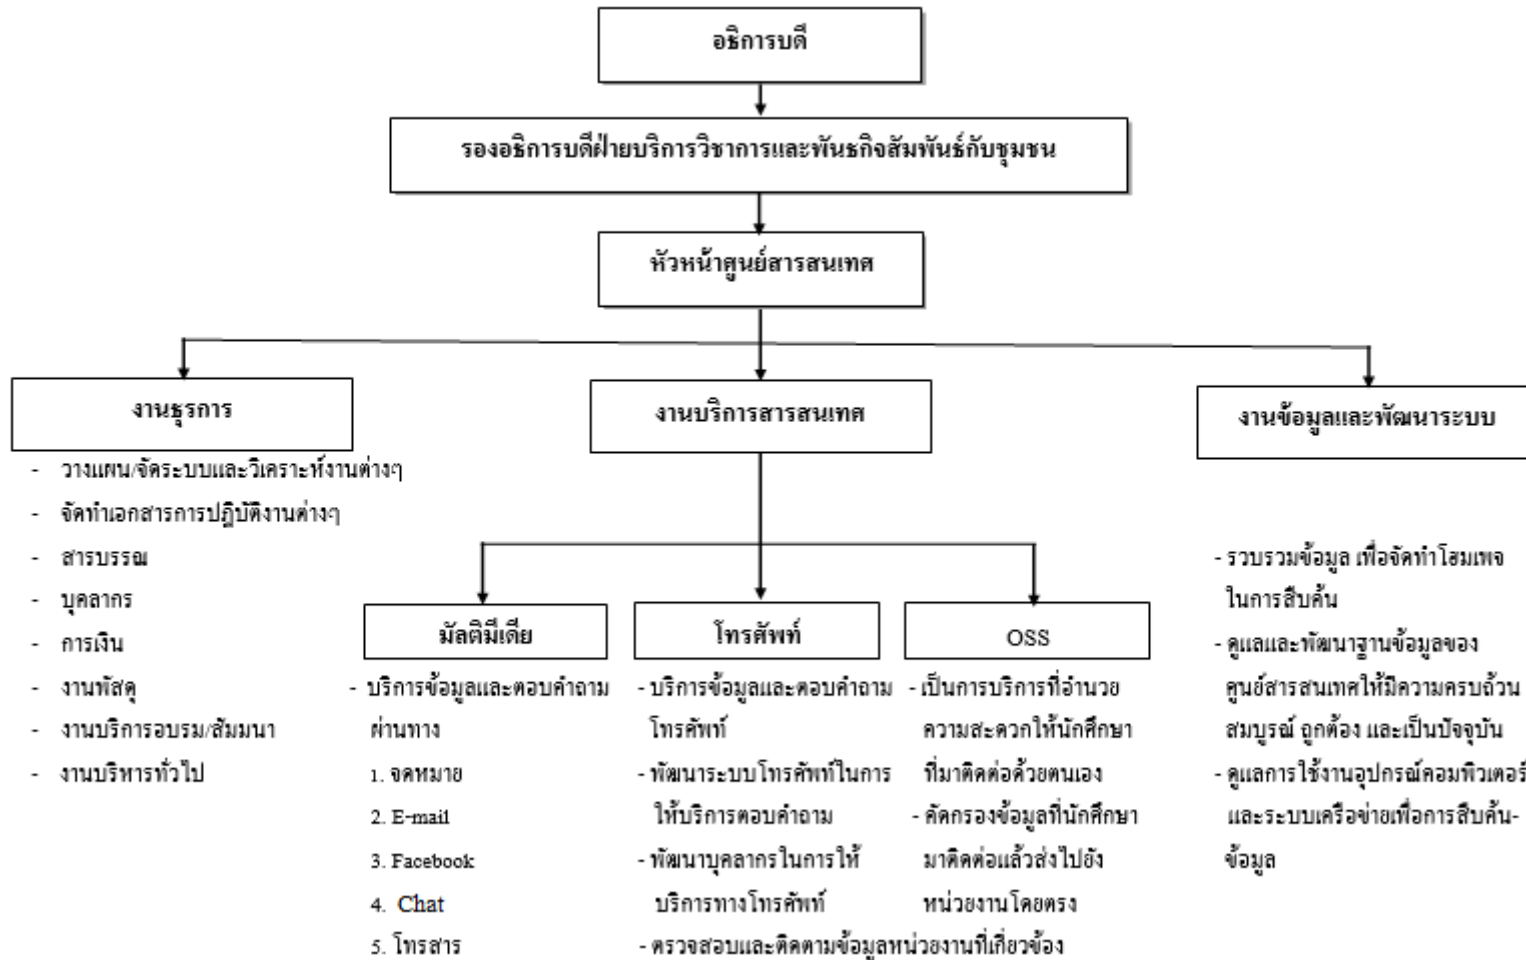 อธิการบดี
รองอธิการบดีฝ่ายบริการวิชาการและพันธกิจสัมพันธ์กับชุมชน
หัวหน้าศูนย์สารสนเทศ
งานธุรการ
- วางแผน/จัดระบบและวิเคราะห์งานต่างๆ
- จัดทำเอกสารการปฏิบัติงานต่างๆ
- สารบรรณ
- บุคลากร
- การเงิน
- งานพัสดุ
- งานบริการอบรม/สัมมนา
- งานบริหารทั่วไป
งานบริการสารสนเทศ
มัลติมีเดีย
- บริการข้อมูลและตอบคำถาม
ผ่านทาง
1. จดหมาย
2. E-mail
3. Facebook
4. Chat
5. โทรสาร
โทรศัพท์
- บริการข้อมูลและตอบคำถาม
โทรศัพท์
- พัฒนาระบบโทรศัพท์ในการ
ให้บริการตอบคำถาม
- พัฒนาบุคลากรในการให้
บริการทางโทรศัพท์
- ตรวจสอบและติดตามข้อมูลหน่วยงานที่เกี่ยวข้อง
OSS
- เป็นการบริการที่อำนวย
ความสะดวกให้นักศึกษา
ที่มาติดต่อด้วยตนเอง
- คัดกรองข้อมูลที่นักศึกษา
มาติดต่อแล้วส่งไปยัง
หน่วยงานโดยตรง
งานข้อมูลและพัฒนาระบบ
- รวบรวมข้อมูล เพื่อจัดทำโฮมเพจ
ในการสืบค้น
- ดูแลและพัฒนาฐานข้อมูลของ
ศูนย์สารสนเทศให้มีความครบถ้วน
สมบูรณ์ ถูกต้อง และเป็นปัจจุบัน
- ดูแลการใช้งานอุปกรณ์คอมพิวเตอร์
และระบบเครือข่ายเพื่อการสืบค้น-
ข้อมูล